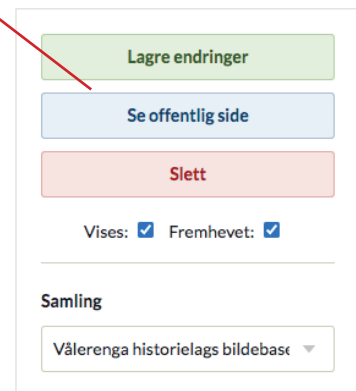 Lagre endringer
Se offentlig side
Slett
Vises: Fremhevet:
Samling
Vålerenga historielags bildebase